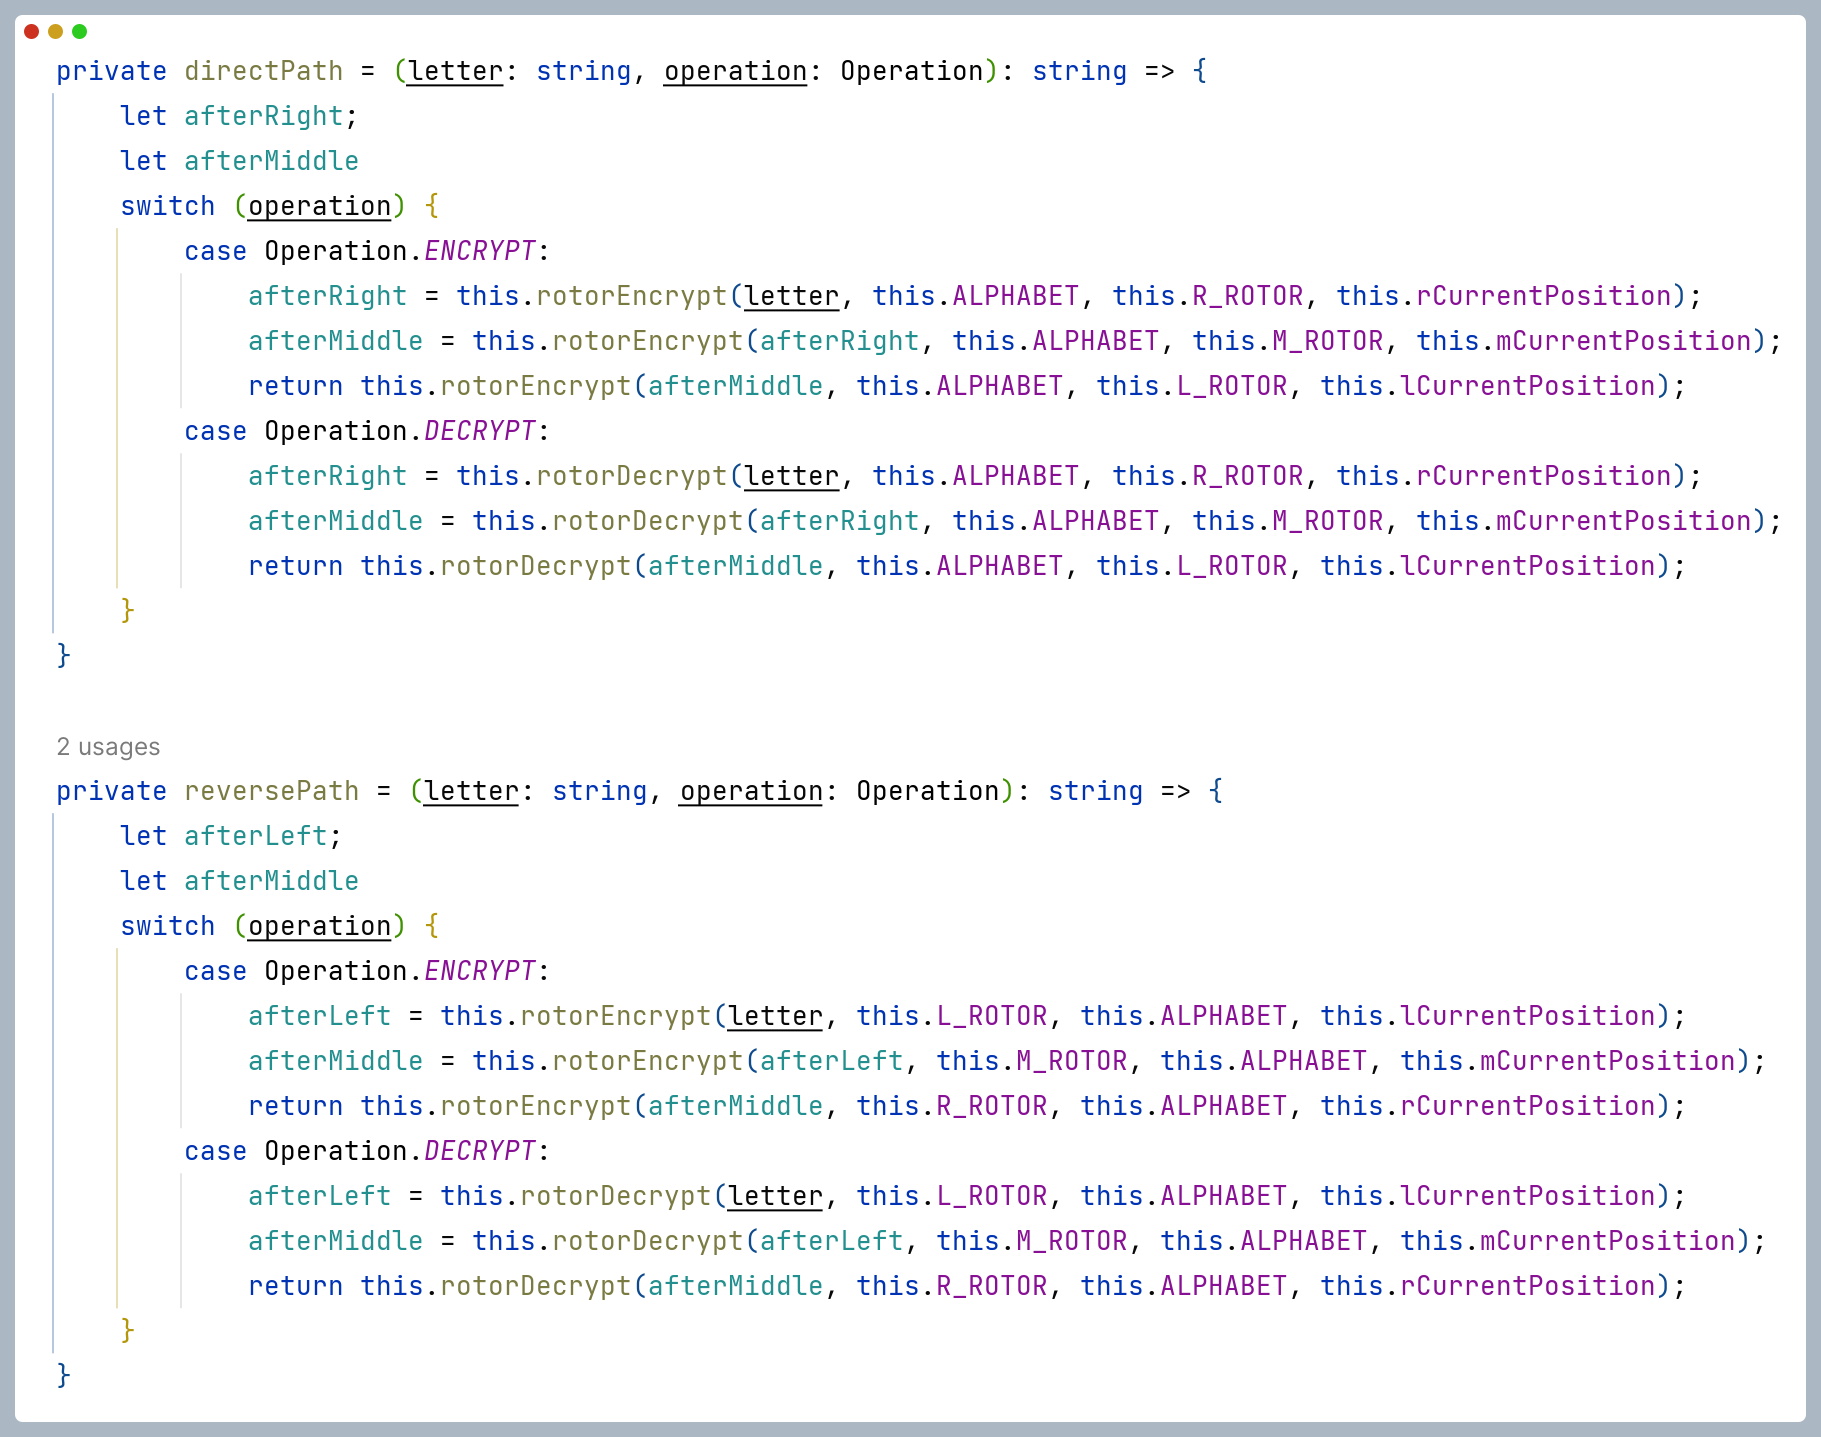 private directPath = (letter: string, operation: Operation): string => {
    let afterRight;
    let afterMiddle
    switch (operation) {
        case Operation.ENCRYPT:
            afterRight = this.rotorEncrypt(letter, this.ALPHABET, this.R_ROTOR, this.rCurrentPosition);
            afterMiddle = this.rotorEncrypt(afterRight, this.ALPHABET, this.M_ROTOR, this.mCurrentPosition);
            return this.rotorEncrypt(afterMiddle, this.ALPHABET, this.L_ROTOR, this.lCurrentPosition);
        case Operation.DECRYPT:
            afterRight = this.rotorDecrypt(letter, this.ALPHABET, this.R_ROTOR, this.rCurrentPosition);
            afterMiddle = this.rotorDecrypt(afterRight, this.ALPHABET, this.M_ROTOR, this.mCurrentPosition);
            return this.rotorDecrypt(afterMiddle, this.ALPHABET, this.L_ROTOR, this.lCurrentPosition);
    }
}
2 usages
private reversePath = (letter: string, operation: Operation): string => {
    let afterLeft;
    let afterMiddle
    switch (operation) {
        case Operation.ENCRYPT:
            afterLeft = this.rotorEncrypt(letter, this.L_ROTOR, this.ALPHABET, this.lCurrentPosition);
            afterMiddle = this.rotorEncrypt(afterLeft, this.M_ROTOR, this.ALPHABET, this.mCurrentPosition);
            return this.rotorEncrypt(afterMiddle, this.R_ROTOR, this.ALPHABET, this.rCurrentPosition);
        case Operation.DECRYPT:
            afterLeft = this.rotorDecrypt(letter, this.L_ROTOR, this.ALPHABET, this.lCurrentPosition);
            afterMiddle = this.rotorDecrypt(afterLeft, this.M_ROTOR, this.ALPHABET, this.mCurrentPosition);
            return this.rotorDecrypt(afterMiddle, this.R_ROTOR, this.ALPHABET, this.rCurrentPosition);
    }
}